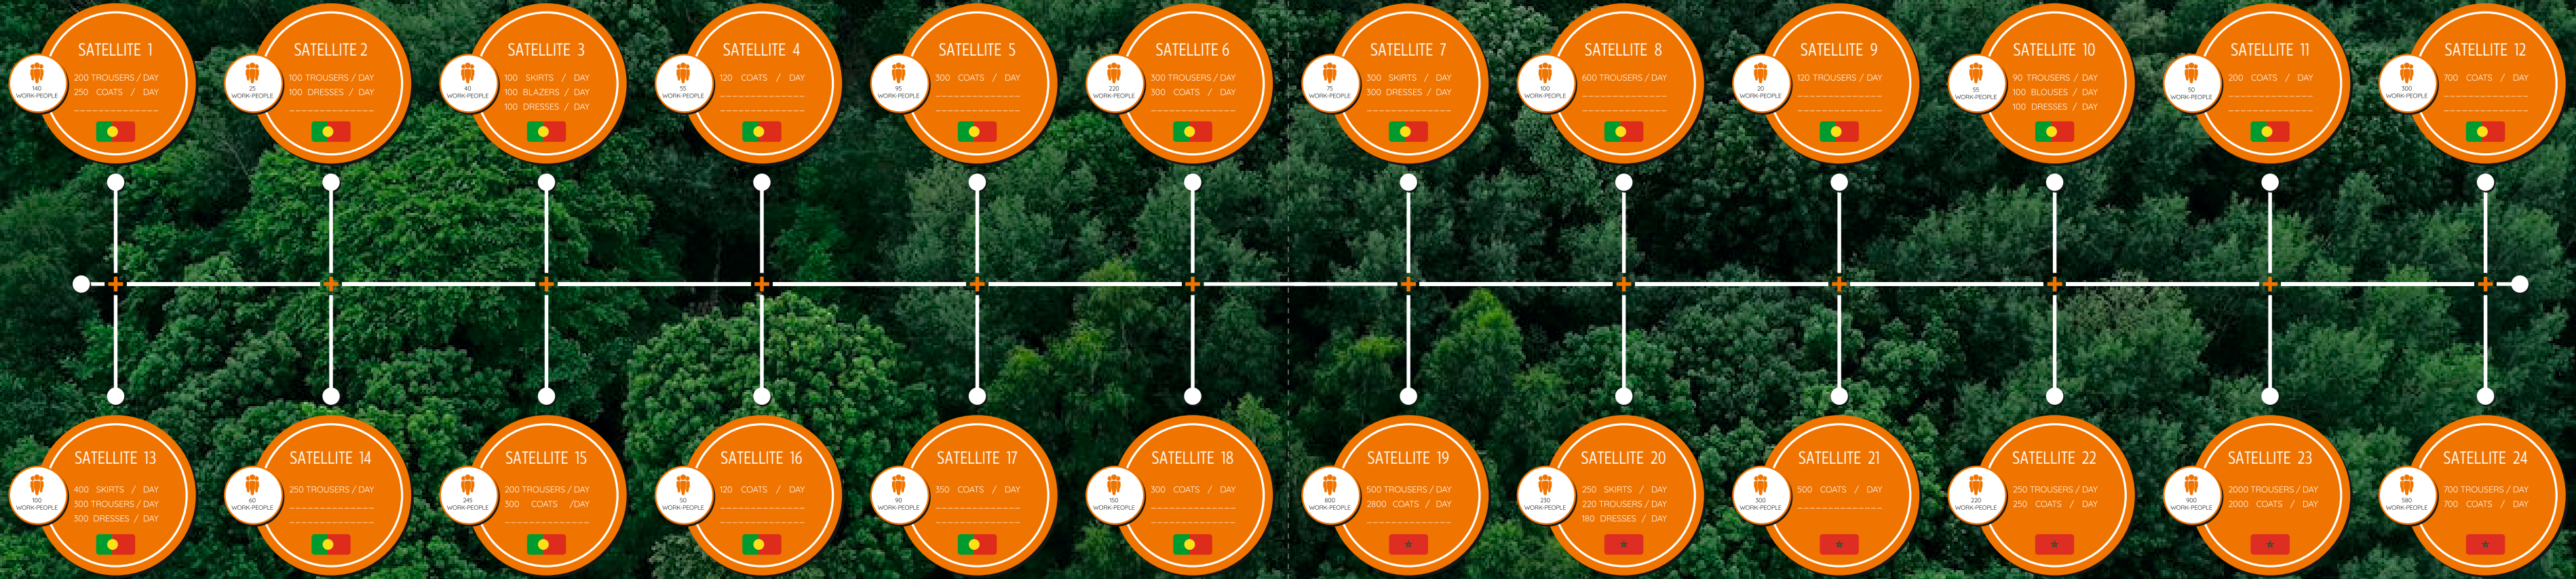 SATELLITE 1
200 TROUSERS / DAY
250 COATS / DAY
140
WORK-PEOPLE
SATELLITE 2
100 TROUSERS / DAY
100 DRESSES / DAY
25
WORK-PEOPLE
SATELLITE 3
100 SKIRTS / DAY
100 BLAZERS / DAY
100 DRESSES / DAY
40
WORK-PEOPLE
SATELLITE 4
120 COATS / DAY
55
WORK-PEOPLE
SATELLITE 5
300 COATS / DAY
95
WORK-PEOPLE
SATELLITE 6
300 TROUSERS / DAY
300 COATS / DAY
220
WORK-PEOPLE
SATELLITE 7
300 SKIRTS / DAY
300 DRESSES / DAY
75
WORK-PEOPLE
SATELLITE 8
600 TROUSERS / DAY
100
WORK-PEOPLE
SATELLITE 9
120 TROUSERS / DAY
20
WORK-PEOPLE
SATELLITE 10
90 TROUSERS / DAY
100 BLOUSES / DAY
100 DRESSES / DAY
55
WORK-PEOPLE
SATELLITE 11
200 COATS / DAY
50
WORK-PEOPLE
SATELLITE 12
700 COATS / DAY
300
WORK-PEOPLE
SATELLITE 13
400 SKIRTS / DAY
300 TROUSERS / DAY
300 DRESSES / DAY
100
WORK-PEOPLE
SATELLITE 14
250 TROUSERS / DAY
60
WORK-PEOPLE
SATELLITE 15
200 TROUSERS / DAY
300 COATS /DAY
245
WORK-PEOPLE
SATELLITE 16
120 COATS / DAY
50
WORK-PEOPLE
SATELLITE 17
350 COATS / DAY
90
WORK-PEOPLE
SATELLITE 18
300 COATS / DAY
150
WORK-PEOPLE
SATELLITE 19
500 TROUSERS / DAY
2800 COATS / DAY
800
WORK-PEOPLE
SATELLITE 20
250 SKIRTS / DAY
220 TROUSERS / DAY
180 DRESSES / DAY
230
WORK-PEOPLE
SATELLITE 21
500 COATS / DAY
300
WORK-PEOPLE
SATELLITE 22
250 TROUSERS / DAY
250 COATS / DAY
220
WORK-PEOPLE
SATELLITE 23
2000 TROUSERS / DAY
2000 COATS / DAY
900
WORK-PEOPLE
SATELLITE 24
700 TROUSERS / DAY
700 COATS / DAY
580
WORK-PEOPLE